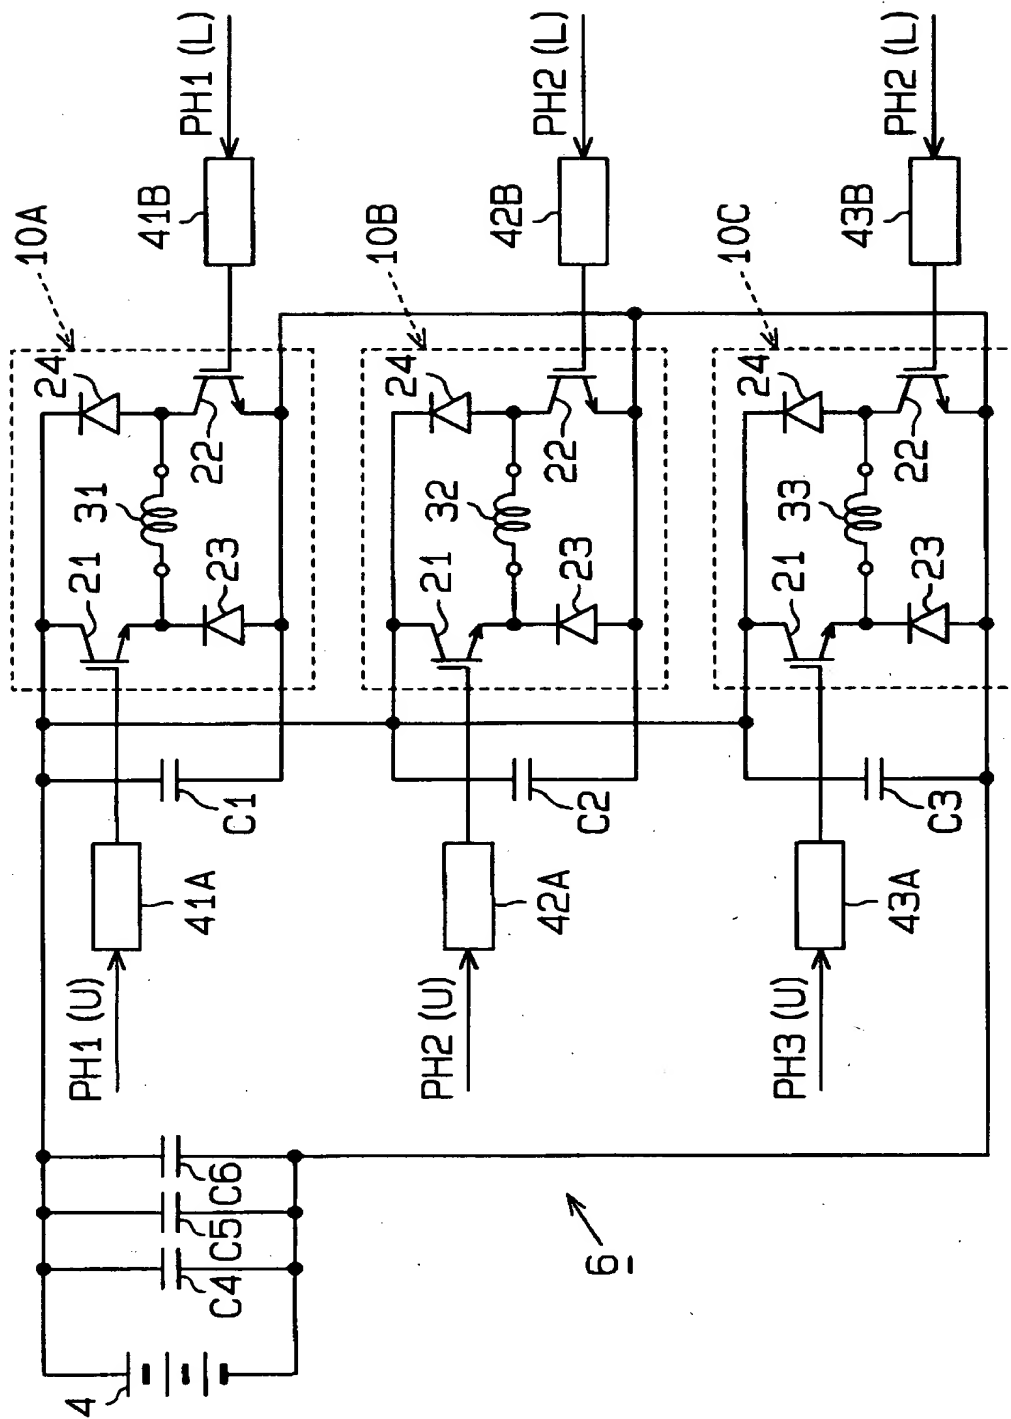 10A
10B
10C
PH1 (L)
PH2 (L)
PH2 (L)
41B
42B
43B
24
22
31
21
23
24
22
32
21
23
24
22
33
21
23
C1
C2
C3
41A
42A
43A
PH1 (U)
PH2 (U)
PH3 (U)
C6
C5
C4
4
6